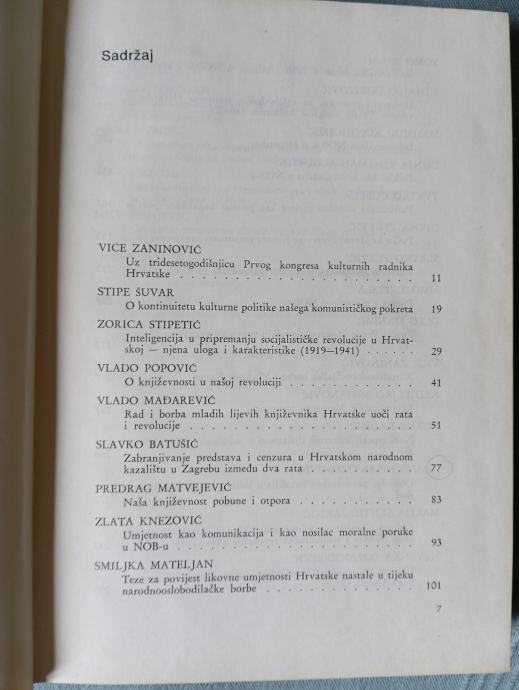 Sadržaj
VICE ZANINOVIĆ
Uz tridesetogodišnjicu Prvog kongresa kulturnih radnika
Hrvatske . . . . . . . . . . . . . . . . . 11
STIPE ŠUVAR
O kontinuitetu kulturne politike našega komunističkog pokreta 19
ZORICA STIPETIĆ
Inteligencija u pripremanju socijalističke revolucije u Hrvat-
skoj — njena uloga i karakteristike (1919—1941) . . . . . . 29
VLADO POPOVIĆ
O književnosti u našoj revoluciji . . . . . . . . . . 41
VLADO MAĐAREVIĆ
Rad i borba mladih lijevih književnika Hrvatske uoči rata
i revolucije . . . . . . . . . . . . . . . . 51
SLAVKO BATUŠIĆ
Zabranjivanje predstava i cenzura u Hrvatskom narodnom
kazalištu u Zagrebu između dva rata . . . . . . . . 77
PREDRAG MATVEJEVIĆ
Naša književnost pobune i otpora . . . . . . . . . . 83
ZLATA KNEZOVIĆ
Umjetnost kao komunikacija i kao nosilac moralne poruke
u NOB-u . . . . . . . . . . . . . . . . . 93
SMILJKA MATELJAN
Teze za povijest likovne umjetnosti Hrvatske nastale u tijeku
narodnooslobodilačke borbe . . . . . . . . . . . 101
7